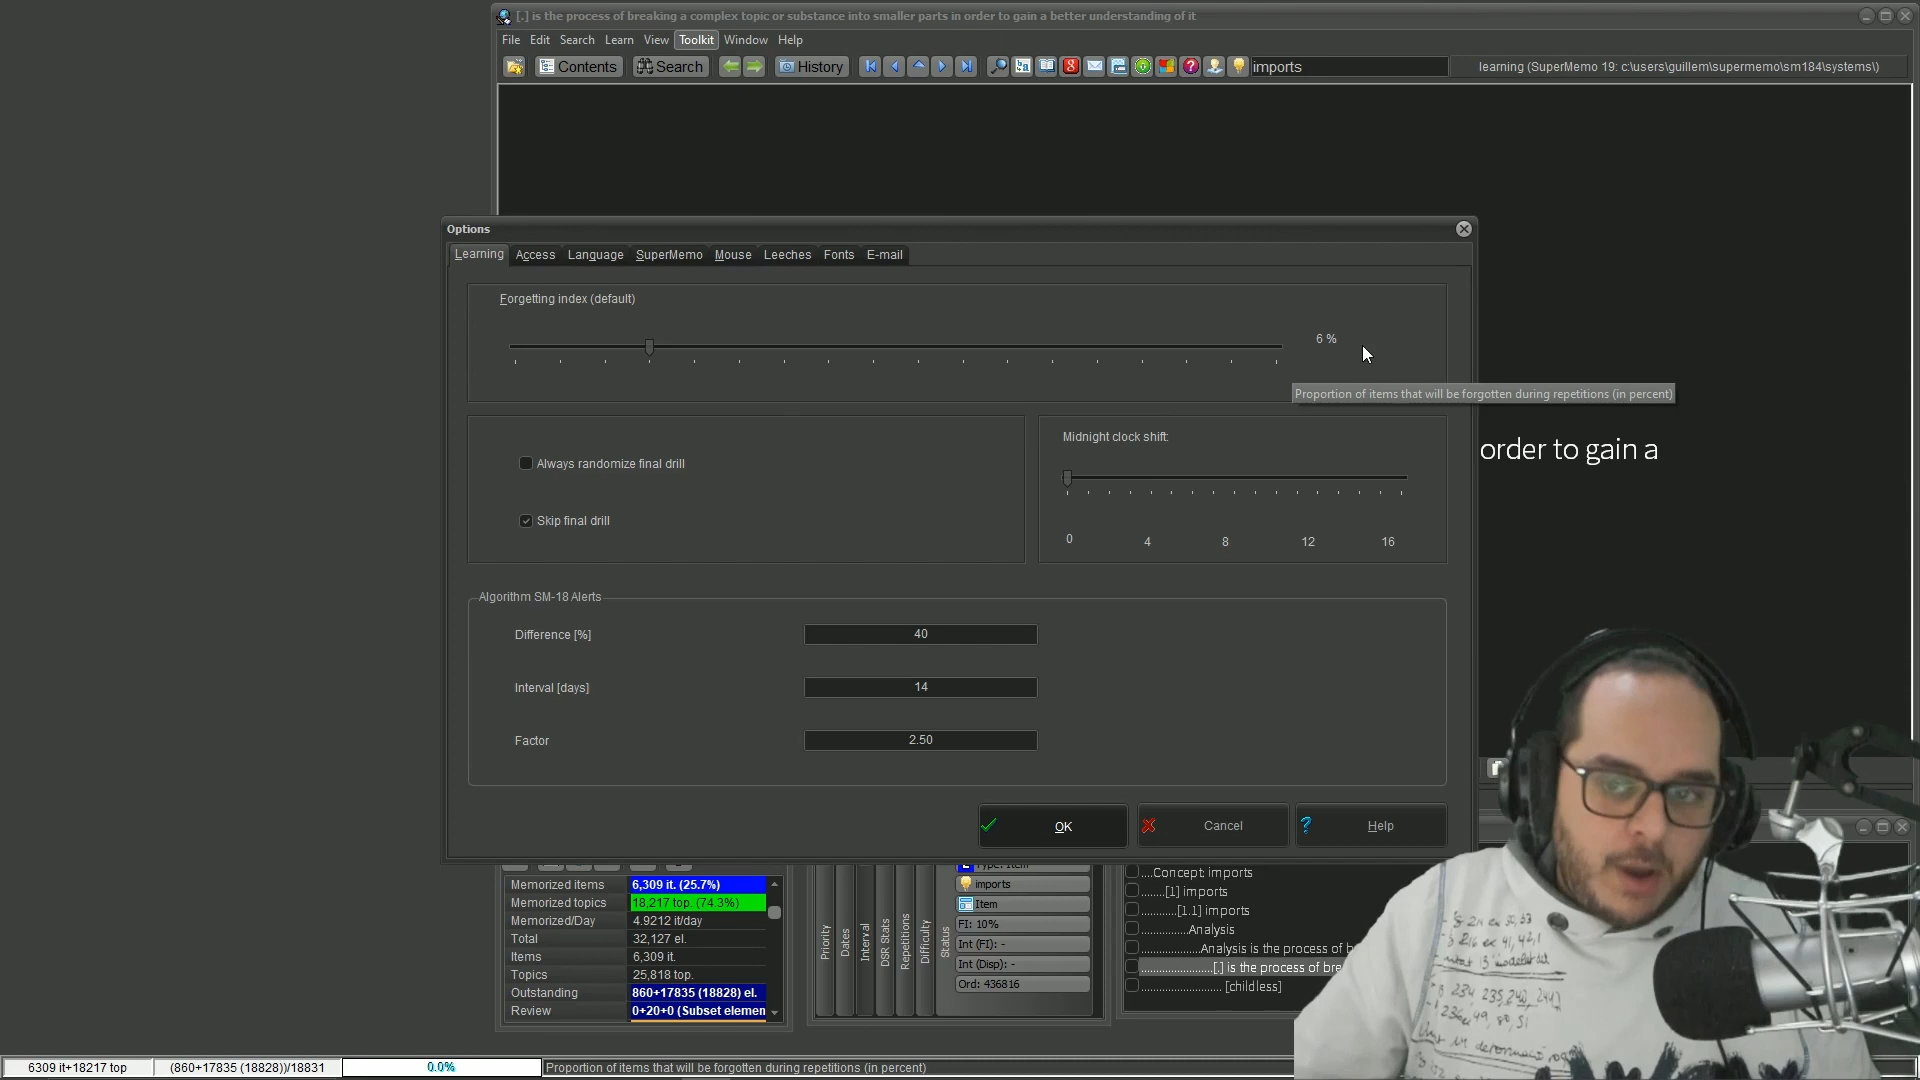 [.] is the process of breaking a complex topic or substance into smaller parts in order to gain a better understanding of it
File Edit Search Learn View Toolkit Window Help
Contents Search History imports learning (SuperMemo 19: c:\users\guillem\supermemo\sm184\systems\)
Options
Learning Access Language SuperMemo Mouse Leeches Fonts E-mail
Forgetting index (default)
6 %
Proportion of items that will be forgotten during repetitions (in percent)
Always randomize final drill
Skip final drill
Midnight clock shift:
0 4 8 12 16
order to gain a
Algorithm SM-18 Alerts
Difference [%] 40
Interval [days] 14
Factor 2.50
OK Cancel Help
Memorized items 6,309 it. (25.7%)
Memorized topics 18,217 top. (74.3%)
Memorized/Day 4.9212 it/day
Total 32,127 el.
Items 6,309 it.
Topics 25,818 top.
Outstanding 860+17835 (18828) el.
Review 0+20+0 (Subset elemen
Priority
Dates
Interval
DSR Stats
Repetitions
Difficulty
Status
Type: Item
imports
Item
FI: 10%
Int (FI): -
Int (Disp): -
Ord: 436816
....Concept: imports
........[1] imports
............[1.1] imports
................Analysis
....................Analysis is the process of b
........................[.] is the process of bre
............................ [childless]
6309 it+18217 top (860+17835 (18828))/18831 0.0% Proportion of items that will be forgotten during repetitions (in percent)